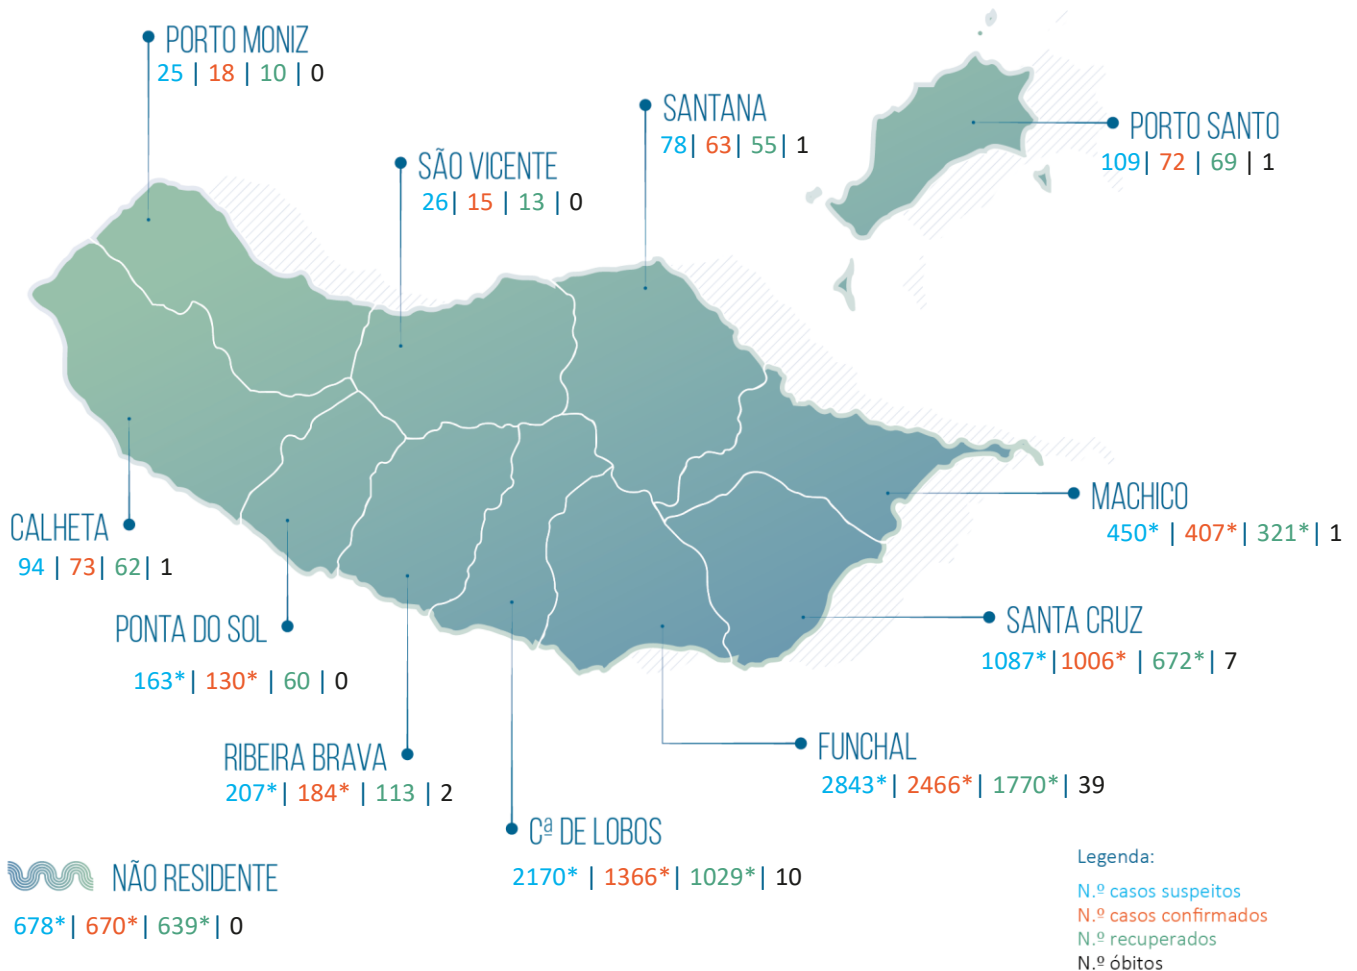 PORTO MONIZ
25 | 18 | 10 | 0
SANTANA
78| 63| 55| 1
PORTO SANTO
109| 72 | 69 | 1
SÃO VICENTE
26| 15 | 13 | 0
MACHICO
450* | 407*| 321*| 1
CALHETA
94 | 73| 62| 1
SANTA CRUZ
1087*|1006* | 672*| 7
PONTA DO SOL
163*| 130* | 60 | 0
RIBEIRA BRAVA
207*| 184* | 113 | 2
FUNCHAL
2843*| 2466*| 1770*| 39
Cª DE LOBOS
2170* | 1366*| 1029*| 10
NÃO RESIDENTE
678*| 670*| 639*| 0
Legenda:
N.º casos suspeitos
N.º casos confirmados
N.º recuperados
N.º óbitos